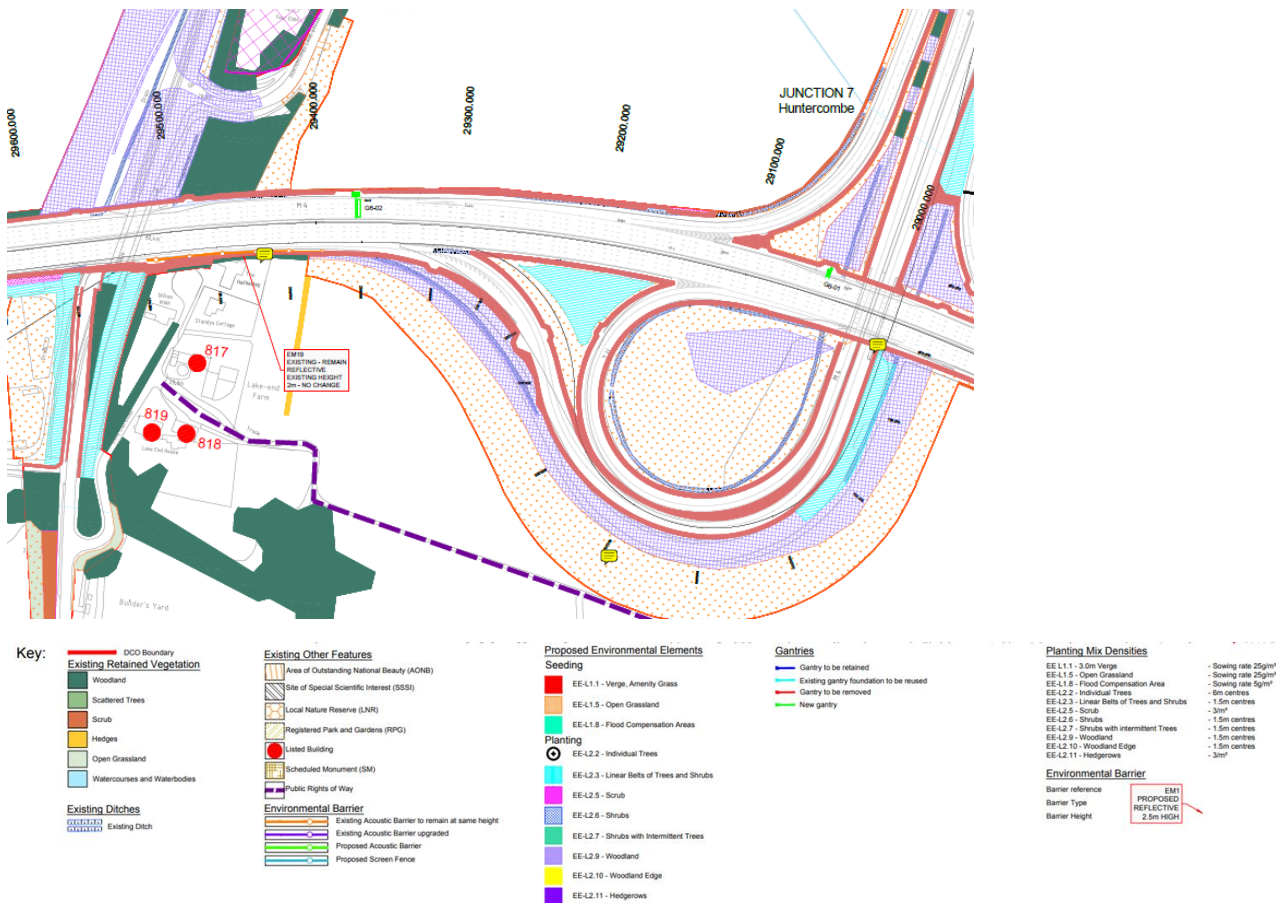 JUNCTION 7
Huntercombe
29600.000
29500.000
29400.000
29300.000
29200.000
29100.000
29000.000
M4
G6-02
G6-01
M4
Stanys Cottage
817
819
818
Lake-end
Farm
Track
Lake End House
Builder's Yard
EM19
EXISTING - REMAIN
REFLECTIVE
EXISTING HEIGHT
2m - NO CHANGE
Key:
DCO Boundary
Existing Retained Vegetation
Woodland
Scattered Trees
Scrub
Hedges
Open Grassland
Watercourses and Waterbodies
Existing Ditches
Existing Ditch
Existing Other Features
Area of Outstanding National Beauty (AONB)
Site of Special Scientific Interest (SSSI)
Local Nature Reserve (LNR)
Registered Park and Gardens (RPG)
Listed Building
Scheduled Monument (SM)
Public Rights of Way
Environmental Barrier
Existing Acoustic Barrier to remain at same height
Existing Acoustic Barrier upgraded
Proposed Acoustic Barrier
Proposed Screen Fence
Proposed Environmental Elements
Seeding
EE-L1.1 - Verge, Amenity Grass
EE-L1.5 - Open Grassland
EE-L1.8 - Flood Compensation Areas
Planting
EE-L2.2 - Individual Trees
EE-L2.3 - Linear Belts of Trees and Shrubs
EE-L2.5 - Scrub
EE-L2.6 - Shrubs
EE-L2.7 - Shrubs with Intermittent Trees
EE-L2.9 - Woodland
EE-L2.10 - Woodland Edge
EE-L2.11 - Hedgerows
Gantries
Gantry to be retained
Existing gantry foundation to be reused
Gantry to be removed
New gantry
Planting Mix Densities
EE L1.1 - 3.0m Verge - Sowing rate 25g/m²
EE-L1.5 - Open Grassland - Sowing rate 25g/m²
EE-L1.8 - Flood Compensation Area - Sowing rate 5g/m²
EE-L2.2 - Individual Trees - 6m centres
EE-L2.3 - Linear Belts of Trees and Shrubs - 1.5m centres
EE-L2.5 - Scrub - 3/m²
EE-L2.6 - Shrubs - 1.5m centres
EE-L2.7 - Shrubs with intermittent Trees - 1.5m centres
EE-L2.9 - Woodland - 1.5m centres
EE-L2.10 - Woodland Edge - 1.5m centres
EE-L2.11 - Hedgerows - 3/m²
Environmental Barrier
Barrier reference EM1
Barrier Type PROPOSED
REFLECTIVE
Barrier Height 2.5m HIGH